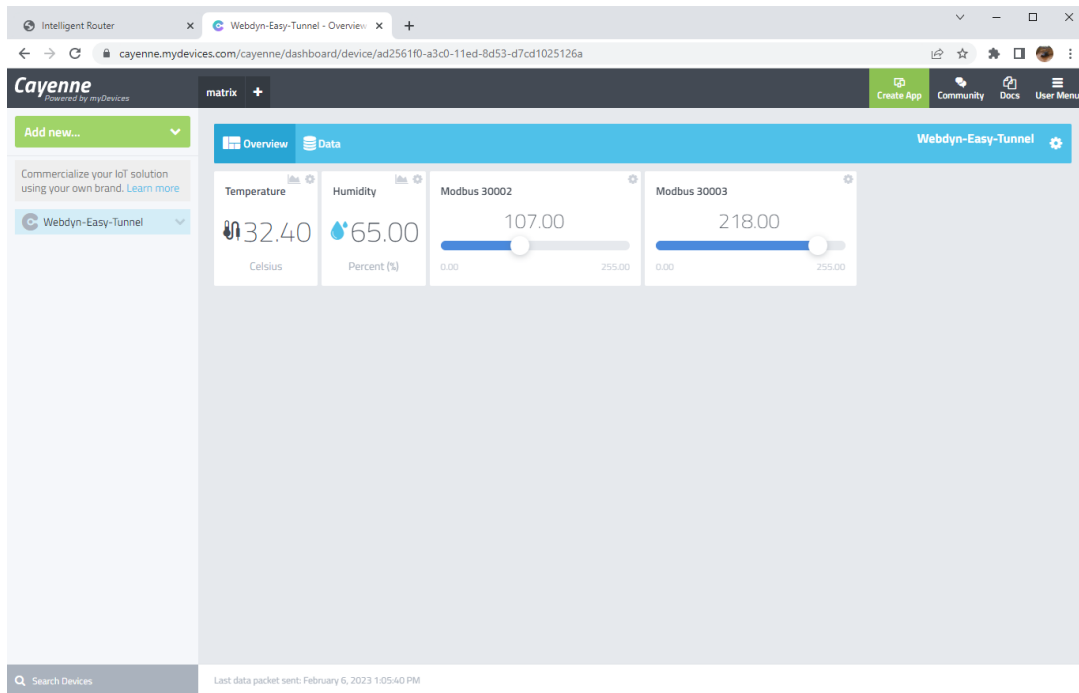 Intelligent Router
Webdyn-Easy-Tunnel - Overview
cayenne.mydevices.com/cayenne/dashboard/device/ad2561f0-a3c0-11ed-8d53-d7cd1025126a
Cayenne
Powered by myDevices
matrix +
Create App
Community
Docs
User Menu
Add new...
Commercialize your IoT solution
using your own brand. Learn more
Webdyn-Easy-Tunnel
Overview
Data
Webdyn-Easy-Tunnel
Temperature
32.40
Celsius
Humidity
65.00
Percent (%)
Modbus 30002
107.00
0.00 255.00
Modbus 30003
218.00
0.00 255.00
Search Devices
Last data packet sent: February 6, 2023 1:05:40 PM